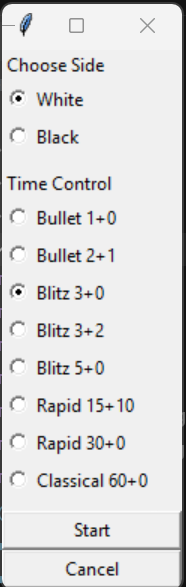 Choose Side
White
Black
Time Control
Bullet 1+0
Bullet 2+1
Blitz 3+0
Blitz 3+2
Blitz 5+0
Rapid 15+10
Rapid 30+0
Classical 60+0
Start
Cancel